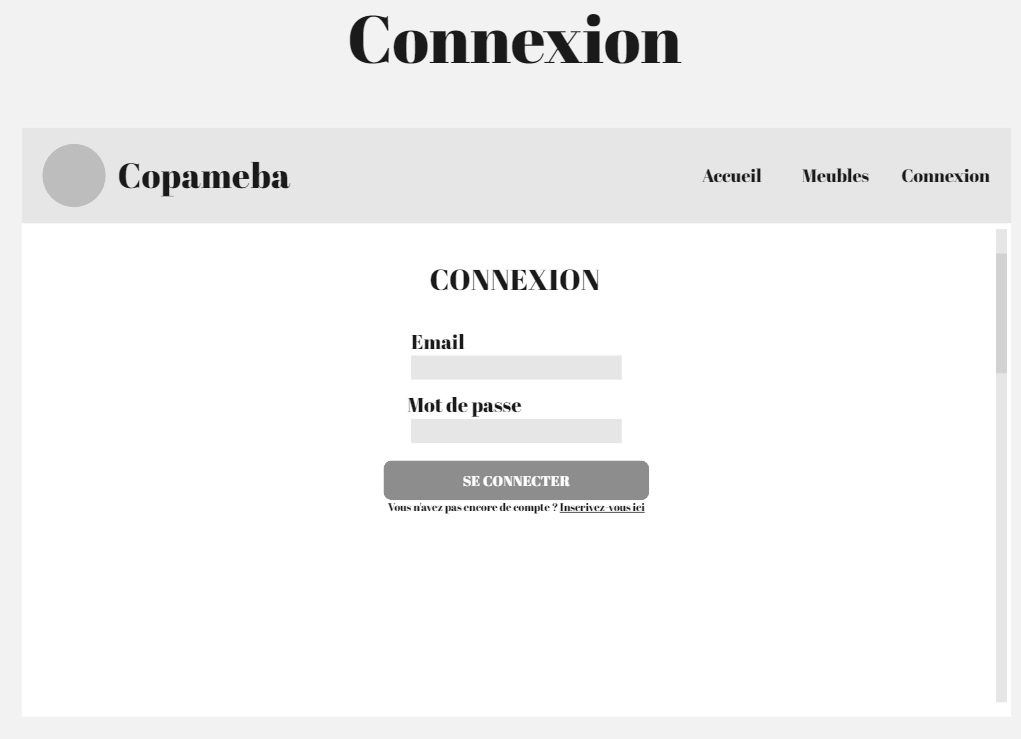 Connexion
Copameba
Accueil Meubles Connexion
CONNEXION
Email
Mot de passe
SE CONNECTER
Vous n'avez pas encore de compte ? Inscrivez-vous ici